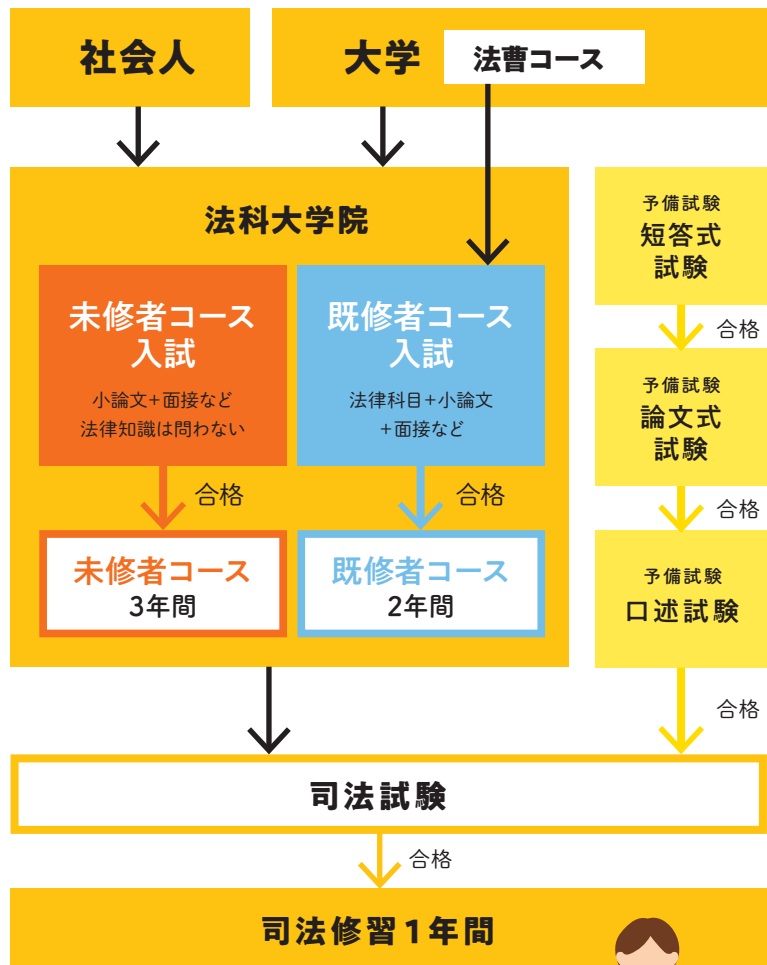 社会人
大学
法曹コース
法科大学院
未修者コース
入試
小論文+面接など
法律知識は問わない
合格
未修者コース
3年間
既修者コース
入試
法律科目+小論文
+面接など
合格
既修者コース
2年間
予備試験
短答式
試験
合格
予備試験
論文式
試験
合格
予備試験
口述試験
合格
司法試験
合格
司法修習1年間